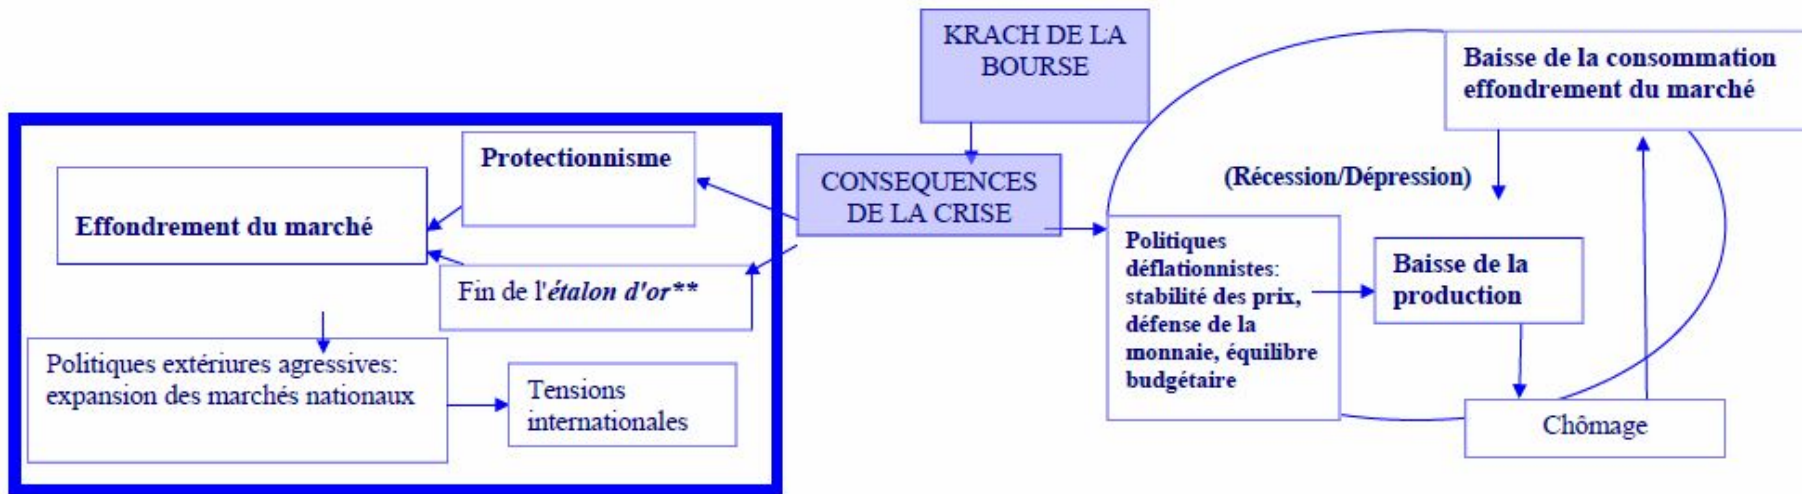 KRACH DE LA
BOURSE
CONSEQUENCES
DE LA CRISE
Protectionnisme
Effondrement du marché
Fin de l'étalon d'or**
Politiques extériures agressives:
expansion des marchés nationaux
Tensions
internationales
Baisse de la consommation
effondrement du marché
(Récession/Dépression)
Politiques
déflationnistes:
stabilité des prix,
défense de la
monnaie, équilibre
budgétaire
Baisse de la
production
Chômage